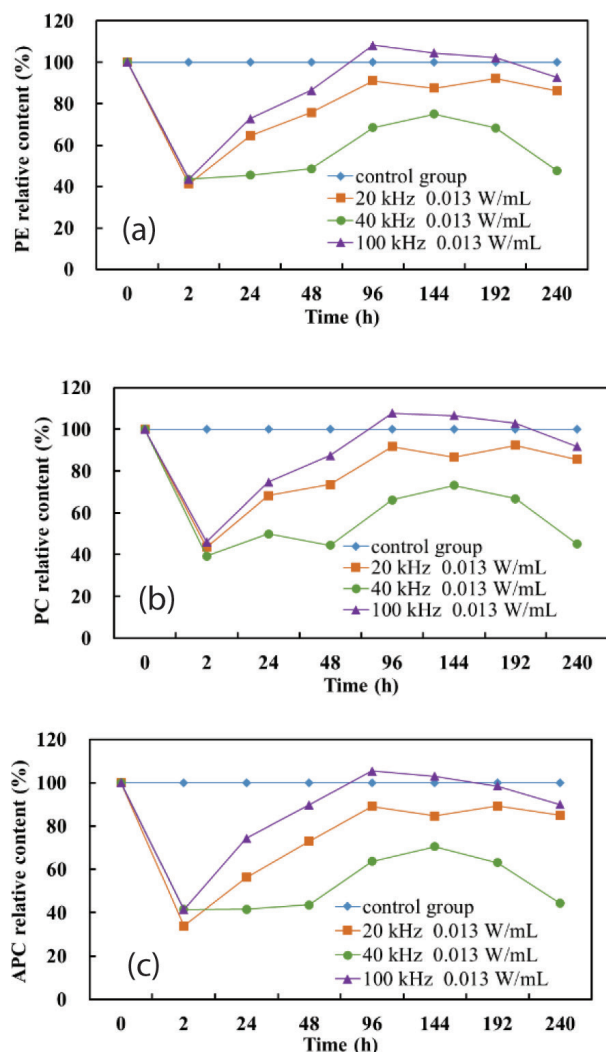 120
100
80
60
40
20
0
PE relative content (%)
control group
20 kHz 0.013 W/mL
40 kHz 0.013 W/mL
100 kHz 0.013 W/mL
(a)
0 2 24 48 96 144 192 240
Time (h)
120
100
80
60
40
20
0
PC relative content (%)
control group
20 kHz 0.013 W/mL
40 kHz 0.013 W/mL
100 kHz 0.013 W/mL
(b)
0 2 24 48 96 144 192 240
Time (h)
120
100
80
60
40
20
0
APC relative content (%)
control group
20 kHz 0.013 W/mL
40 kHz 0.013 W/mL
100 kHz 0.013 W/mL
(c)
0 2 24 48 96 144 192 240
Time (h)